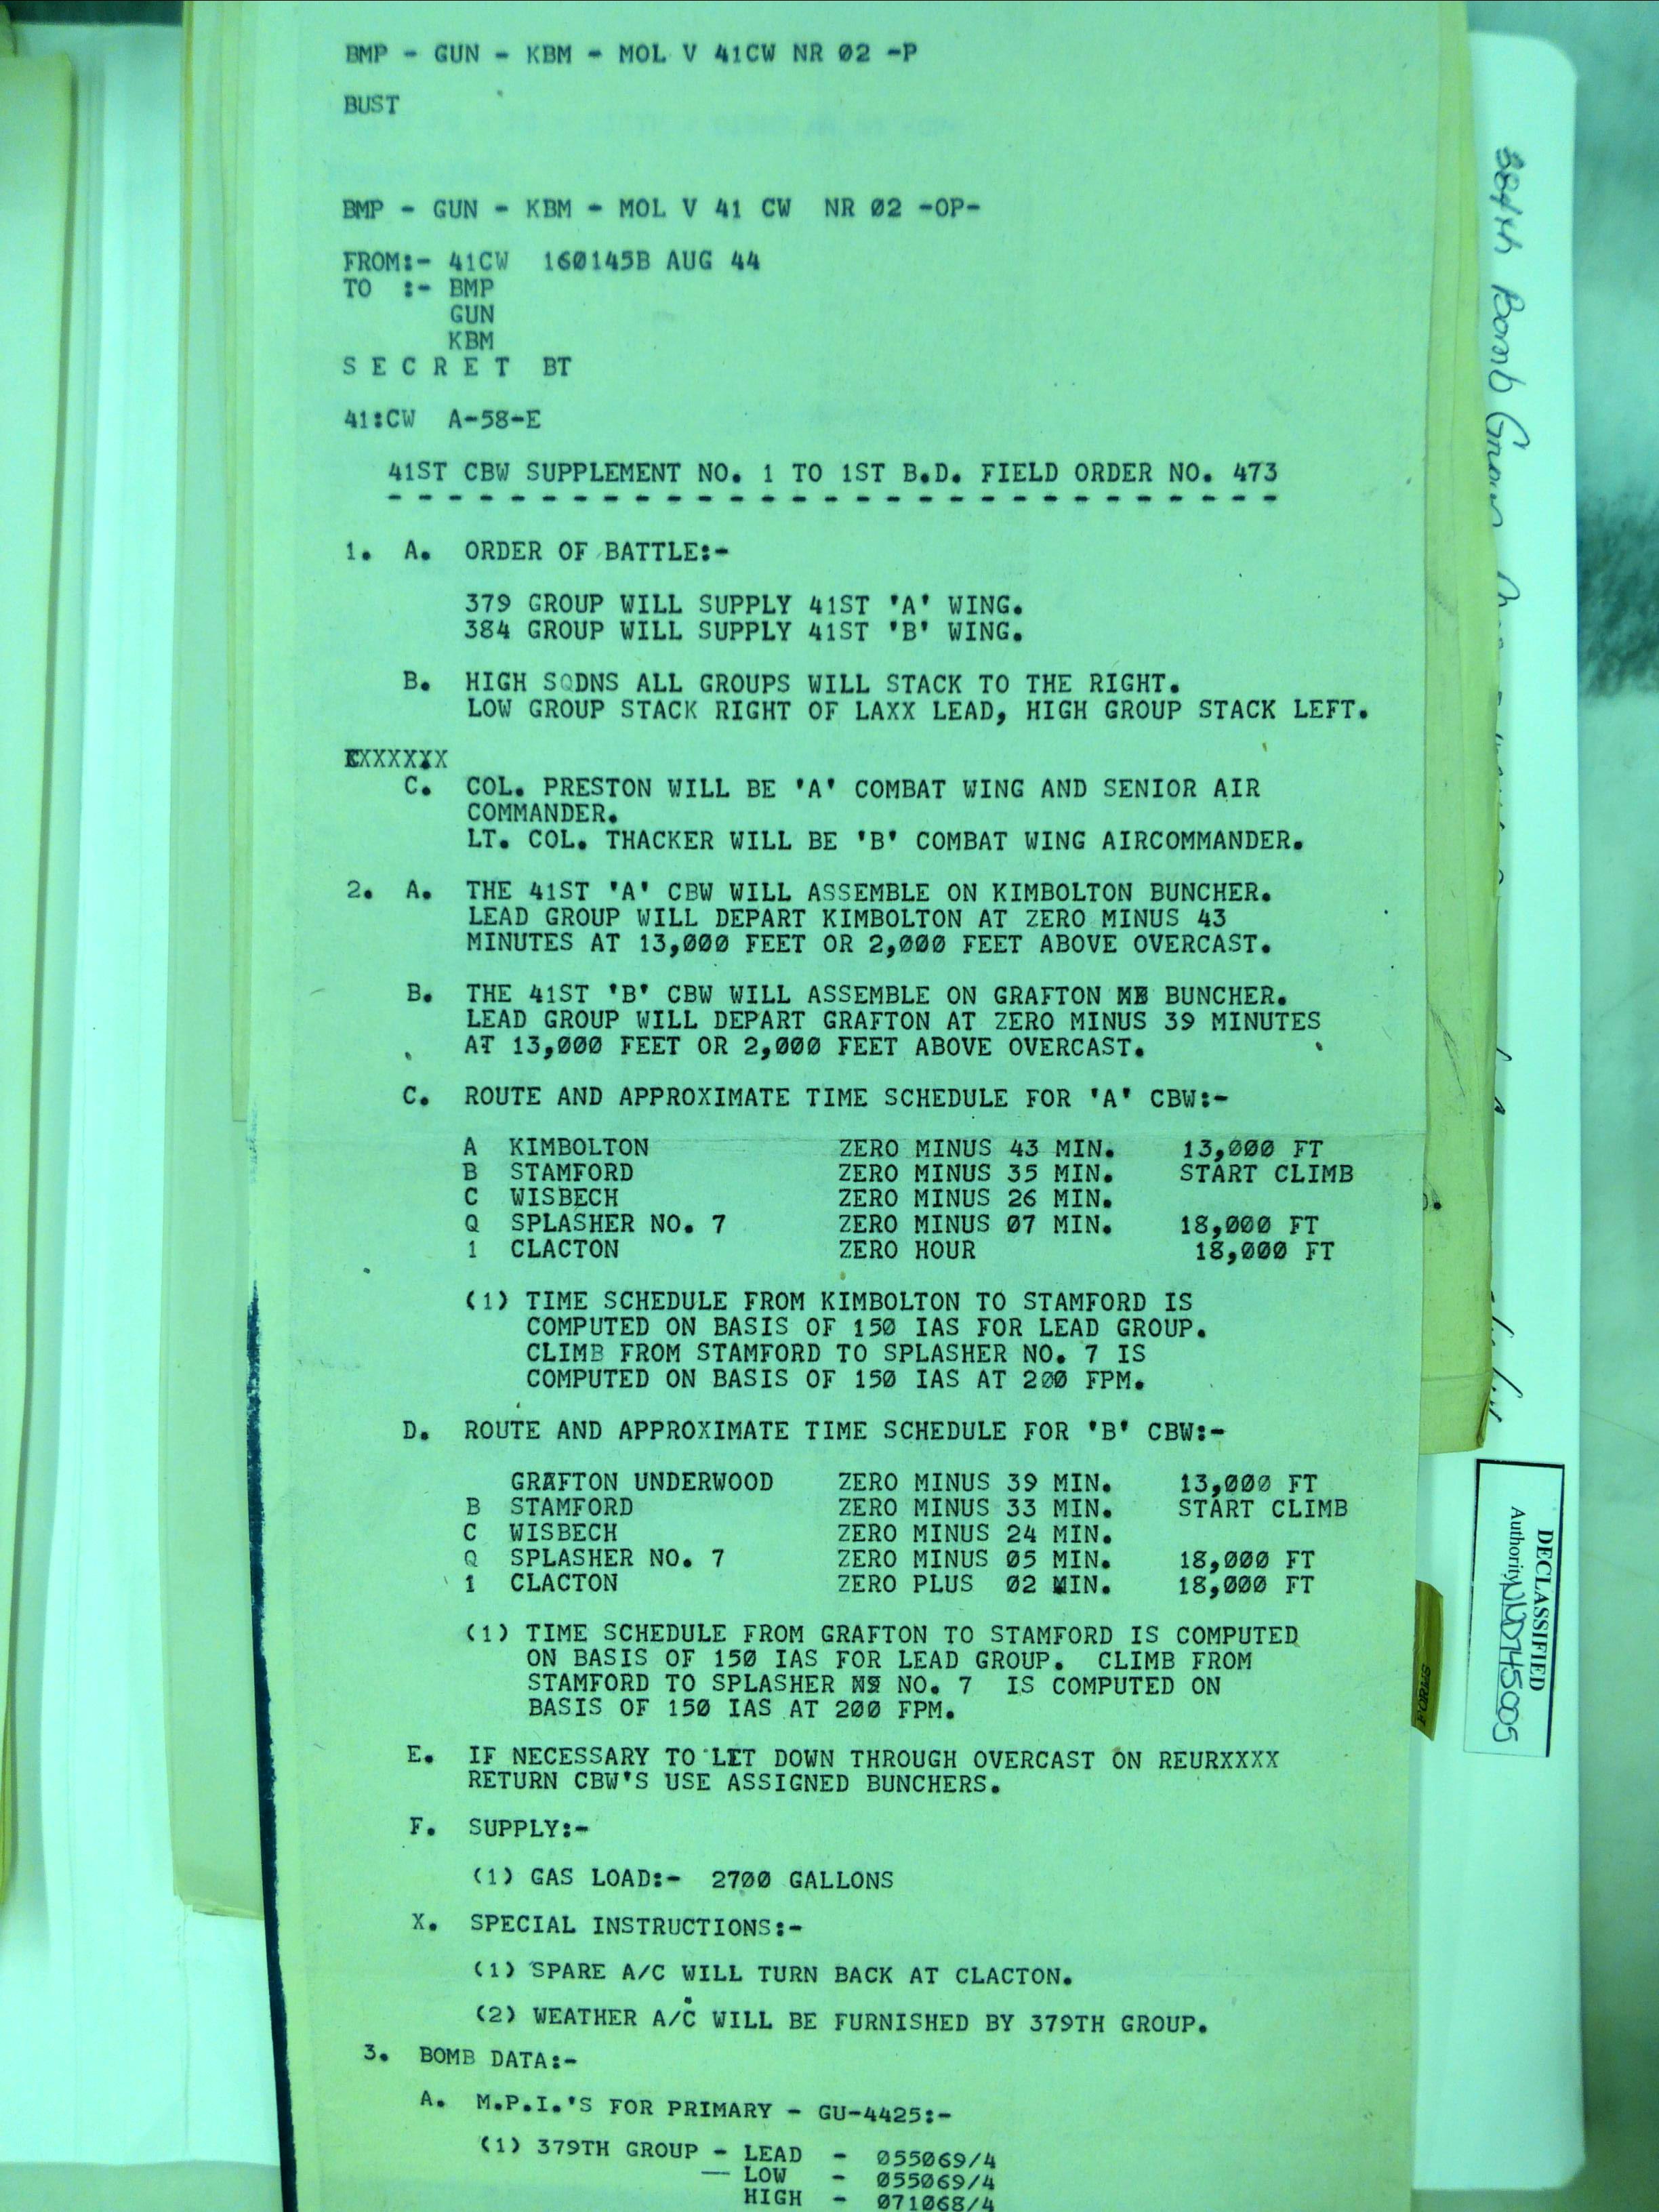 BMP - GUN - KBM - MOL V 41CW NR 02 -P
BUST
BMP - GUN - KBM - MOL V 41 CW  NR 02 -OP-
FROM:- 41CW  160145B AUG 44
TO  :- BMP
GUN
KBM
S E C R E T  BT
41:CW  A-58-E
41ST CBW SUPPLEMENT NO. 1 TO 1ST B.D. FIELD ORDER NO. 473
- - - - - - - - - - - - - - - - - - - - - - - - - - - - -
1.  A.  ORDER OF BATTLE:-
379 GROUP WILL SUPPLY 41ST 'A' WING.
384 GROUP WILL SUPPLY 41ST 'B' WING.
B.  HIGH SQDNS ALL GROUPS WILL STACK TO THE RIGHT.
LOW GROUP STACK RIGHT OF LAXX LEAD, HIGH GROUP STACK LEFT.
XXXXXX
C.  COL. PRESTON WILL BE 'A' COMBAT WING AND SENIOR AIR
COMMANDER.
LT. COL. THACKER WILL BE 'B' COMBAT WING AIRCOMMANDER.
2.  A.  THE 41ST 'A' CBW WILL ASSEMBLE ON KIMBOLTON BUNCHER.
LEAD GROUP WILL DEPART KIMBOLTON AT ZERO MINUS 43
MINUTES AT 13,000 FEET OR 2,000 FEET ABOVE OVERCAST.
B.  THE 41ST 'B' CBW WILL ASSEMBLE ON GRAFTON BUNCHER.
LEAD GROUP WILL DEPART GRAFTON AT ZERO MINUS 39 MINUTES
AT 13,000 FEET OR 2,000 FEET ABOVE OVERCAST.
C.  ROUTE AND APPROXIMATE TIME SCHEDULE FOR 'A' CBW:-
A  KIMBOLTON  ZERO MINUS 43 MIN.  13,000 FT
B  STAMFORD  ZERO MINUS 35 MIN.  START CLIMB
C  WISBECH  ZERO MINUS 26 MIN.
Q  SPLASHER NO. 7  ZERO MINUS 07 MIN.  18,000 FT
1  CLACTON  ZERO HOUR  18,000 FT
(1) TIME SCHEDULE FROM KIMBOLTON TO STAMFORD IS
COMPUTED ON BASIS OF 150 IAS FOR LEAD GROUP.
CLIMB FROM STAMFORD TO SPLASHER NO. 7 IS
COMPUTED ON BASIS OF 150 IAS AT 200 FPM.
D.  ROUTE AND APPROXIMATE TIME SCHEDULE FOR 'B' CBW:-
GRAFTON UNDERWOOD  ZERO MINUS 39 MIN.  13,000 FT
B  STAMFORD  ZERO MINUS 33 MIN.  START CLIMB
C  WISBECH  ZERO MINUS 24 MIN.
Q  SPLASHER NO. 7  ZERO MINUS 05 MIN.  18,000 FT
1  CLACTON  ZERO PLUS  02 MIN.  18,000 FT
(1) TIME SCHEDULE FROM GRAFTON TO STAMFORD IS COMPUTED
ON BASIS OF 150 IAS FOR LEAD GROUP.  CLIMB FROM
STAMFORD TO SPLASHER NO. 7  IS COMPUTED ON
BASIS OF 150 IAS AT 200 FPM.
E.  IF NECESSARY TO LET DOWN THROUGH OVERCAST ON REURXXXX
RETURN CBW'S USE ASSIGNED BUNCHERS.
F.  SUPPLY:-
(1) GAS LOAD:-  2700 GALLONS
X.  SPECIAL INSTRUCTIONS:-
(1) SPARE A/C WILL TURN BACK AT CLACTON.
(2) WEATHER A/C WILL BE FURNISHED BY 379TH GROUP.
3.  BOMB DATA:-
A.  M.P.I.'S FOR PRIMARY - GU-4425:-
(1) 379TH GROUP - LEAD  -  055069/4
— LOW  -  055069/4
HIGH  -  071068/4
384th Bomb Group
DECLASSIFIED
Authority NND745005
FORMS